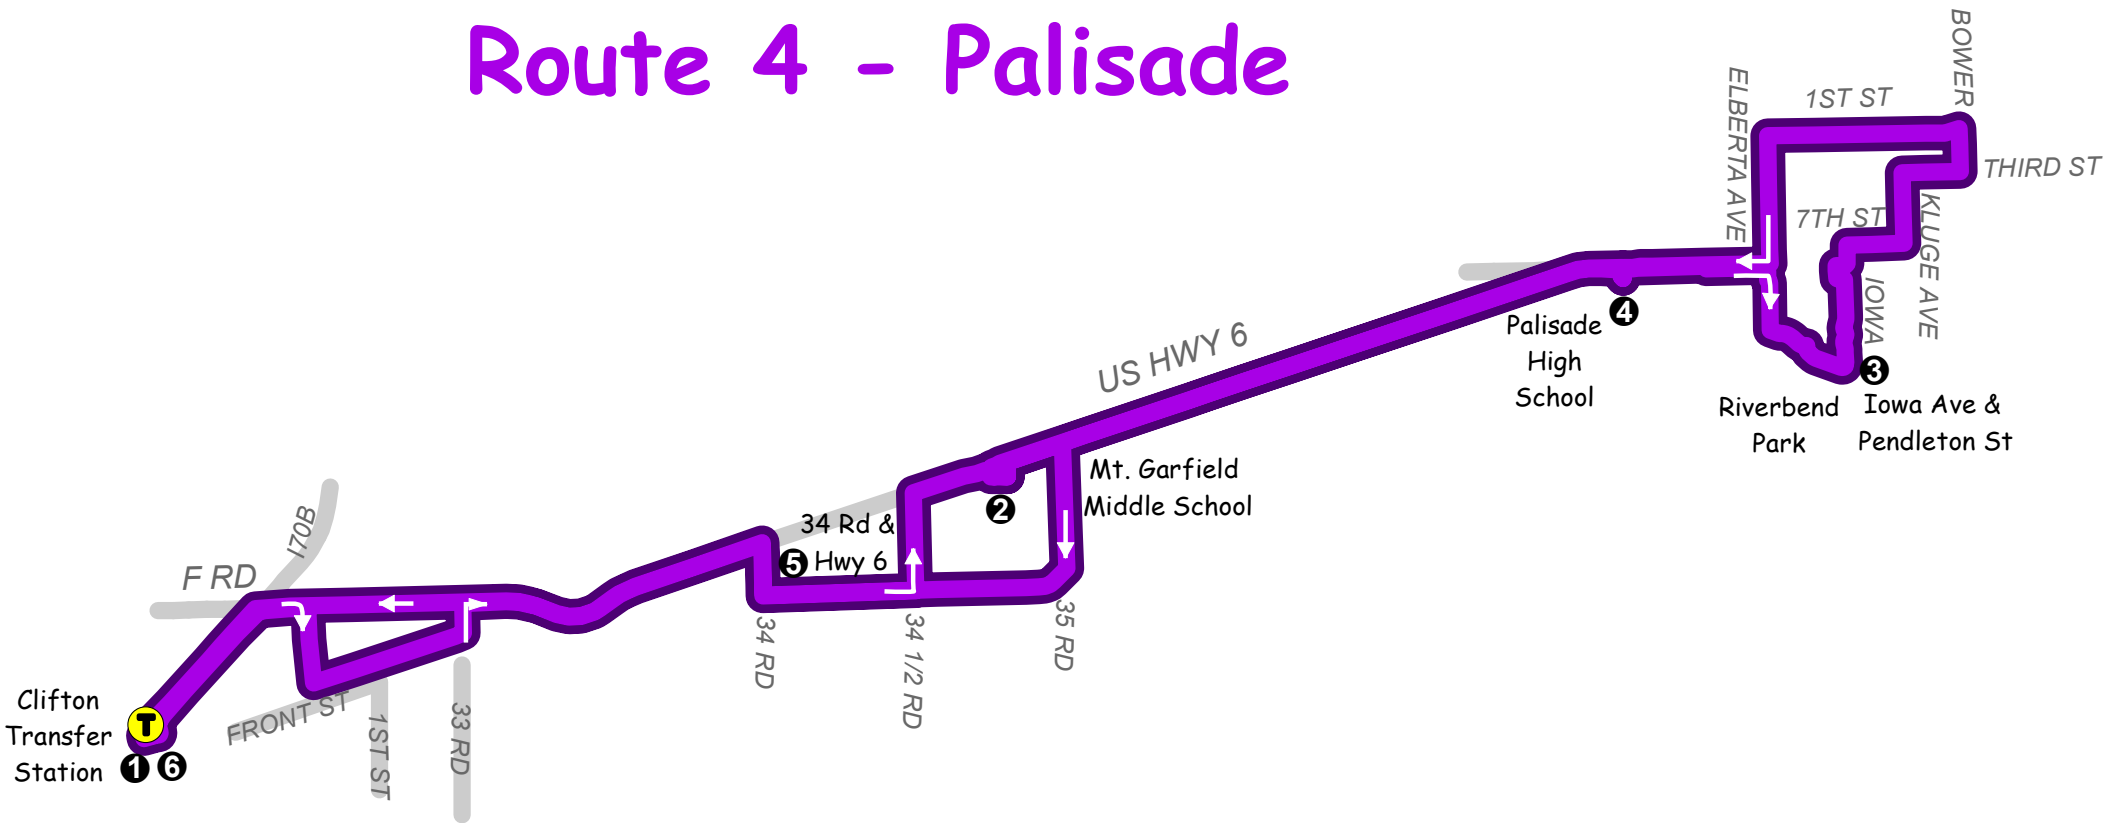 Route 4 - Palisade
BOWER
ELBERTA AVE
1ST ST
THIRD ST
7TH ST
KLUGE AVE
IOWA
4
Palisade
High
School
US HWY 6
3
Riverbend
Park
Iowa Ave &
Pendleton St
Mt. Garfield
Middle School
2
34 Rd &
Hwy 6
5
I70B
F RD
34 RD
34 1/2 RD
35 RD
FRONT ST
1ST ST
33 RD
T
Clifton
Transfer
Station
1 6